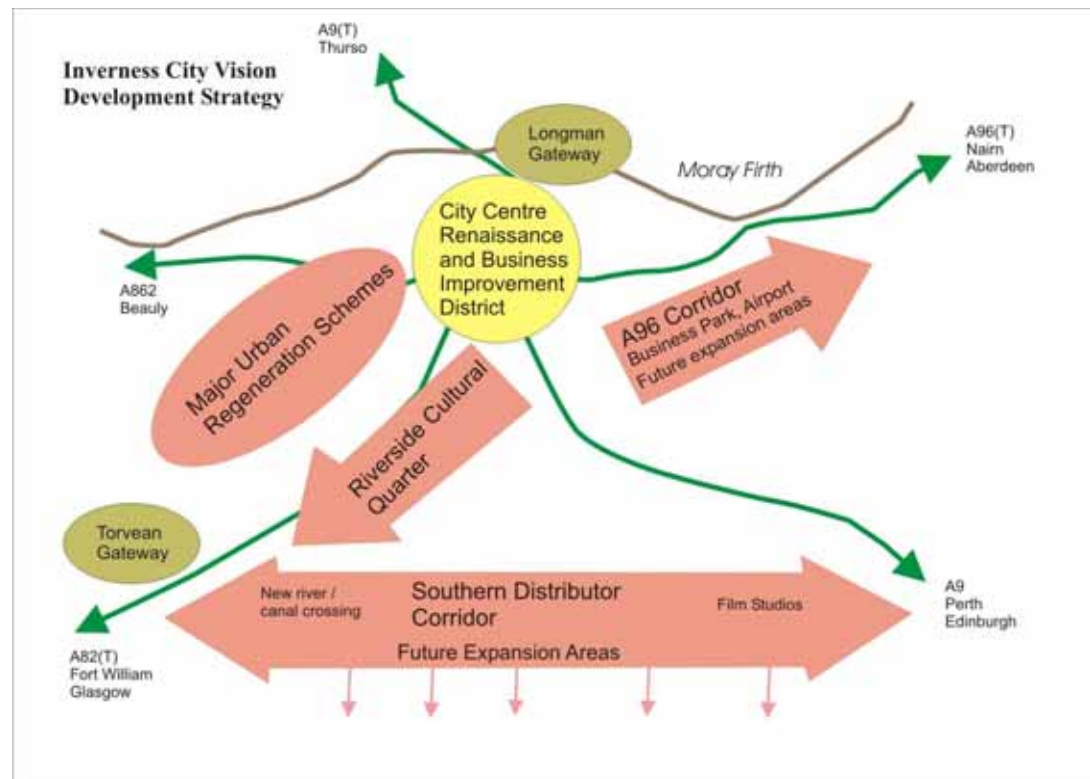 Inverness City Vision
Development Strategy
A9(T)
Thurso
Longman
Gateway
Moray Firth
A96(T)
Nairn
Aberdeen
City Centre
Renaissance
and Business
Improvement
District
A862
Beauly
Major Urban
Regeneration Schemes
A96 Corridor
Business Park, Airport
Future expansion areas
Riverside Cultural
Quarter
Torvean
Gateway
New river /
canal crossing
Southern Distributor
Corridor
Film Studios
Future Expansion Areas
A9
Perth
Edinburgh
A82(T)
Fort William
Glasgow